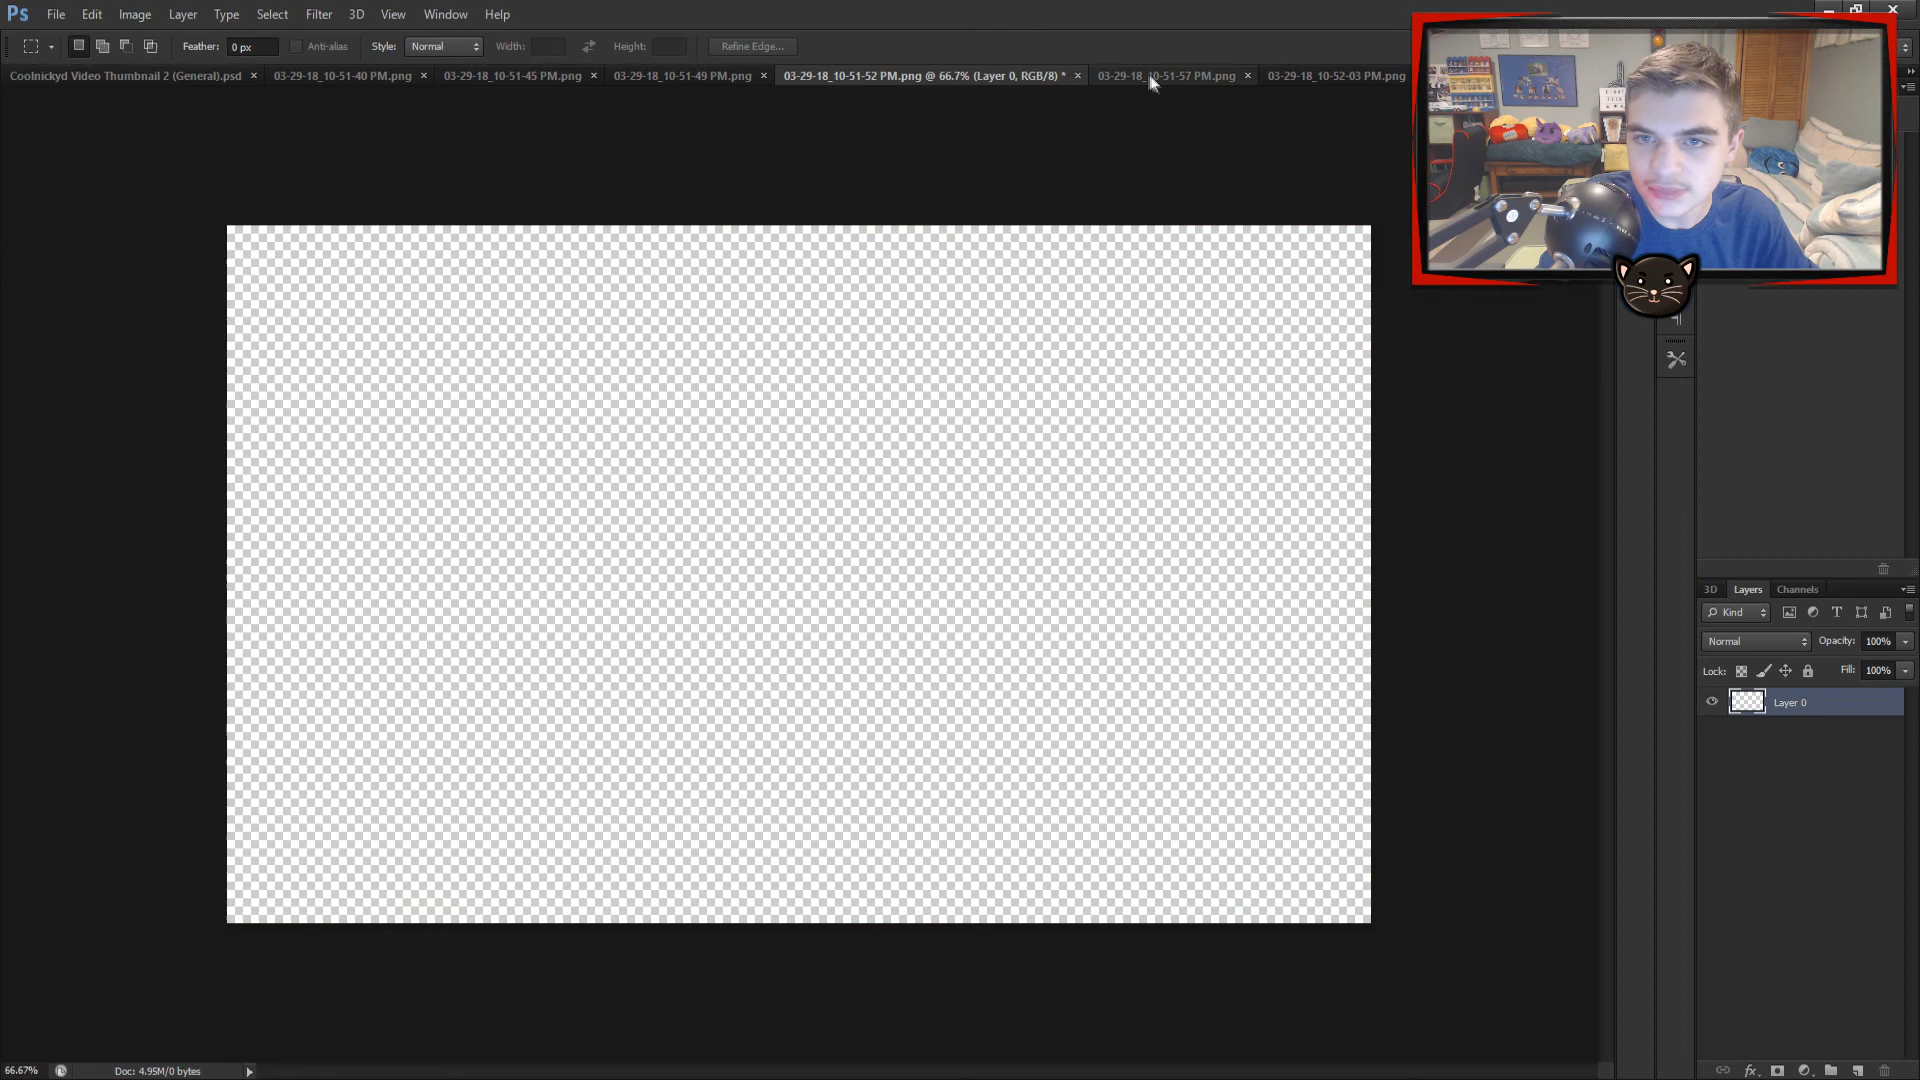 Ps File Edit Image Layer Type Select Filter 3D View Window Help
Feather: 0 px Anti-alias Style: Normal Width: Height: Refine Edge...
Coolnickyd Video Thumbnail 2 (General).psd × 03-29-18_10-51-40 PM.png × 03-29-18_10-51-45 PM.png × 03-29-18_10-51-49 PM.png × 03-29-18_10-51-52 PM.png @ 66.7% (Layer 0, RGB/8) * × 03-29-18_10-51-57 PM.png × 03-29-18_10-52-03 PM.png
3D Layers Channels
Kind
Normal Opacity: 100%
Lock: Fill: 100%
Layer 0
66.67% Doc: 4.95M/0 bytes
fx